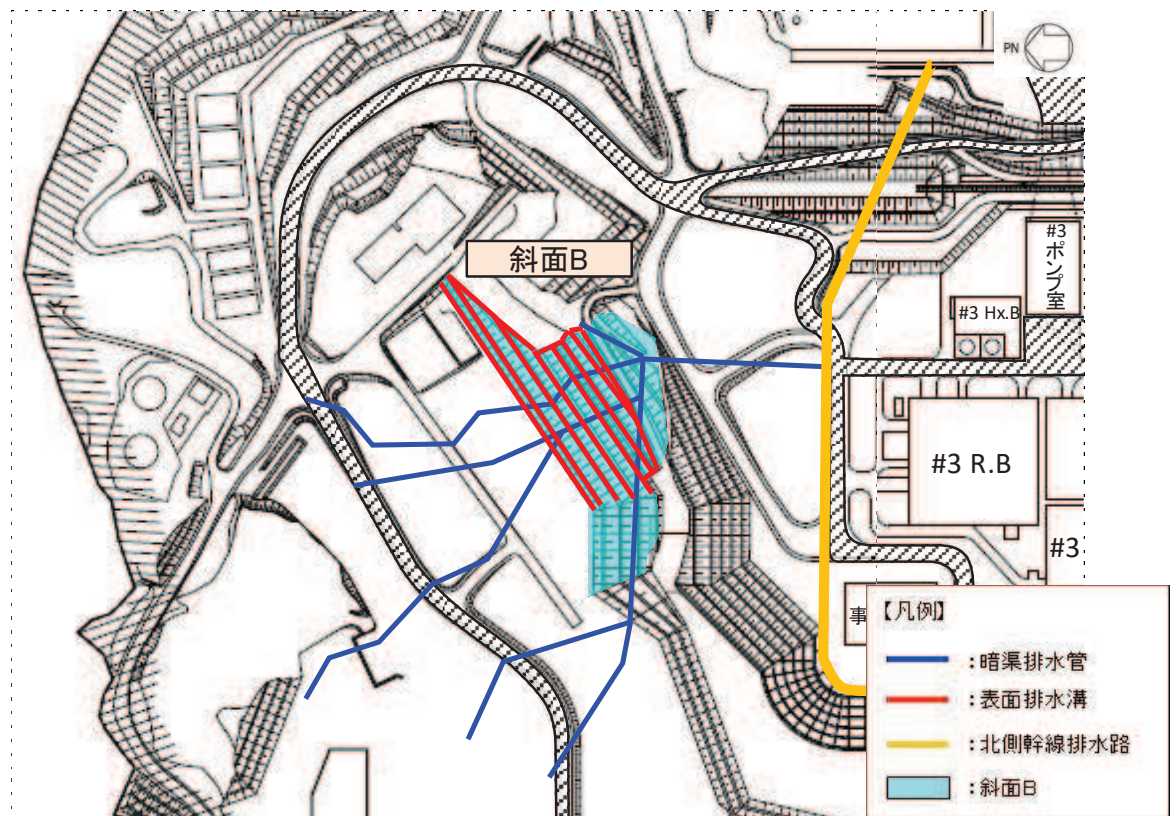 PN
斜面B
#3
ポンプ室
#3 Hx.B
#3 R.B
#3
事
【凡例】
:暗渠排水管
:表面排水溝
:北側幹線排水路
:斜面B